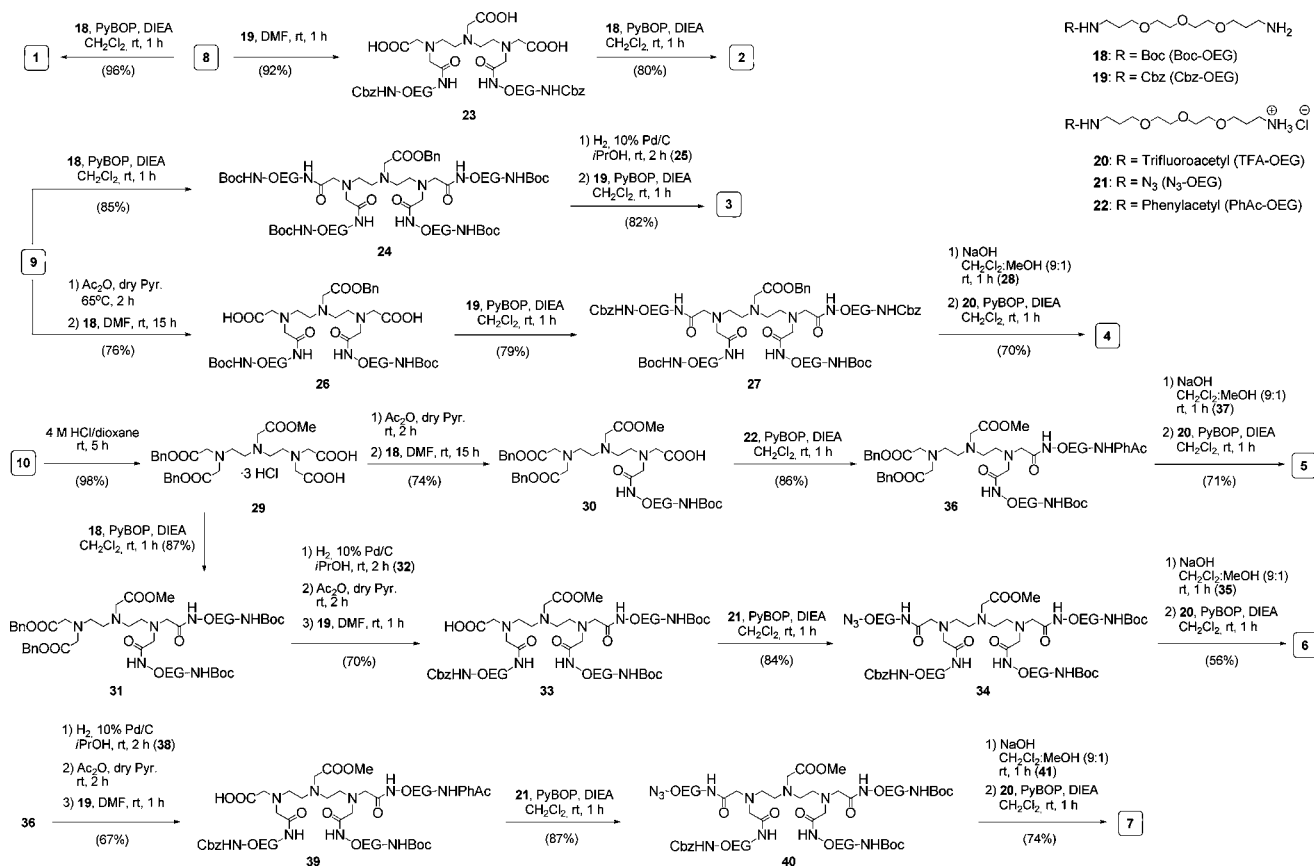 18, PyBOP, DIEA
CH2Cl2, rt, 1 h
1
(96%)
8
19, DMF, rt, 1 h
(92%)
COOH
HOOC
N
N
N
COOH
O
NH
O
HN
CbzHN-OEG
OEG-NHCbz
23
18, PyBOP, DIEA
CH2Cl2, rt, 1 h
(80%)
2
R-HN
O
O
O
NH2
18: R = Boc (Boc-OEG)
19: R = Cbz (Cbz-OEG)
R-HN
O
O
O
NH3 Cl
⊕
⊖
20: R = Trifluoroacetyl (TFA-OEG)
21: R = N3 (N3-OEG)
22: R = Phenylacetyl (PhAc-OEG)
9
18, PyBOP, DIEA
CH2Cl2, rt, 1 h
(85%)
COOBn
BocHN-OEG
H
N
O
N
N
N
O
H
N
OEG-NHBoc
O
NH
O
HN
BocHN-OEG
OEG-NHBoc
24
1) H2, 10% Pd/C
iPrOH, rt, 2 h (25)
2) 19, PyBOP, DIEA
CH2Cl2, rt, 1 h
(82%)
3
1) Ac2O, dry Pyr.
65°C, 2 h
2) 18, DMF, rt, 15 h
(76%)
COOBn
HOOC
N
N
N
COOH
O
NH
O
HN
BocHN-OEG
OEG-NHBoc
26
19, PyBOP, DIEA
CH2Cl2, rt, 1 h
(79%)
COOBn
CbzHN-OEG
H
N
O
N
N
N
O
H
N
OEG-NHCbz
O
NH
O
HN
BocHN-OEG
OEG-NHBoc
27
1) NaOH
CH2Cl2:MeOH (9:1)
rt, 1 h (28)
2) 20, PyBOP, DIEA
CH2Cl2, rt, 1 h
(70%)
4
10
4 M HCl/dioxane
rt, 5 h
(98%)
COOMe
BnOOC
BnOOC
N
N
N
COOH
COOH
·3 HCl
29
1) Ac2O, dry Pyr.
rt, 2 h
2) 18, DMF, rt, 15 h
(74%)
COOMe
BnOOC
BnOOC
N
N
N
COOH
O
HN
OEG-NHBoc
30
22, PyBOP, DIEA
CH2Cl2, rt, 1 h
(86%)
COOMe
BnOOC
BnOOC
N
N
N
O
H
N
OEG-NHPhAc
O
HN
OEG-NHBoc
36
1) NaOH
CH2Cl2:MeOH (9:1)
rt, 1 h (37)
2) 20, PyBOP, DIEA
CH2Cl2, rt, 1 h
(71%)
5
18, PyBOP, DIEA
CH2Cl2, rt, 1 h (87%)
COOMe
BnOOC
BnOOC
N
N
N
O
H
N
OEG-NHBoc
O
HN
OEG-NHBoc
31
1) H2, 10% Pd/C
iPrOH, rt, 2 h (32)
2) Ac2O, dry Pyr.
rt, 2 h
3) 19, DMF, rt, 1 h
(70%)
COOMe
HOOC
N
N
N
O
H
N
OEG-NHBoc
O
NH
O
HN
CbzHN-OEG
OEG-NHBoc
33
21, PyBOP, DIEA
CH2Cl2, rt, 1 h
(84%)
COOMe
N3-OEG
H
N
O
N
N
N
O
H
N
OEG-NHBoc
O
NH
O
HN
CbzHN-OEG
OEG-NHBoc
34
1) NaOH
CH2Cl2:MeOH (9:1)
rt, 1 h (35)
2) 20, PyBOP, DIEA
CH2Cl2, rt, 1 h
(56%)
6
36
1) H2, 10% Pd/C
iPrOH, rt, 2 h (38)
2) Ac2O, dry Pyr.
rt, 2 h
3) 19, DMF, rt, 1 h
(67%)
COOMe
HOOC
N
N
N
O
H
N
OEG-NHPhAc
O
NH
O
HN
CbzHN-OEG
OEG-NHBoc
39
21, PyBOP, DIEA
CH2Cl2, rt, 1 h
(87%)
COOMe
N3-OEG
H
N
O
N
N
N
O
H
N
OEG-NHBoc
O
NH
O
HN
CbzHN-OEG
OEG-NHBoc
40
1) NaOH
CH2Cl2:MeOH (9:1)
rt, 1 h (41)
2) 20, PyBOP, DIEA
CH2Cl2, rt, 1 h
(74%)
7